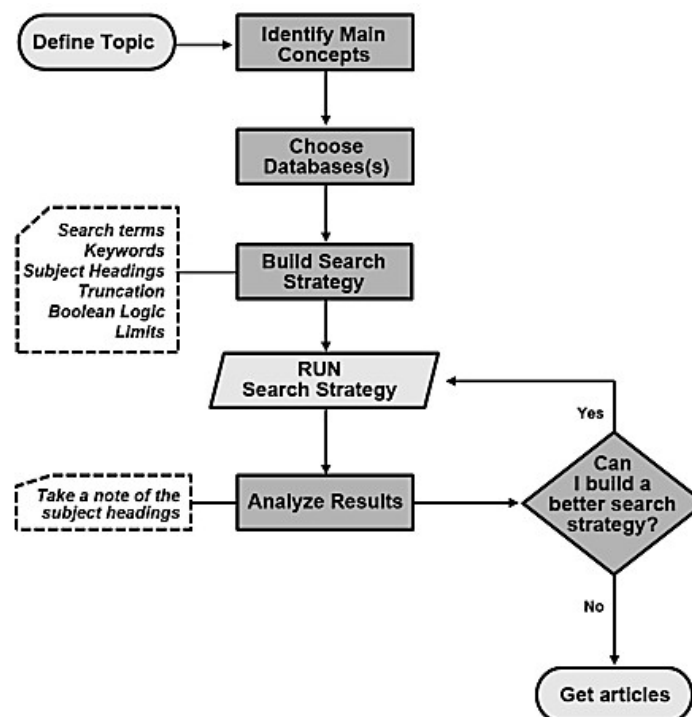 Define Topic
Identify Main
Concepts
Choose
Databases(s)
Search terms
Keywords
Subject Headings
Truncation
Boolean Logic
Limits
Build Search
Strategy
RUN
Search Strategy
Yes
Can
I build a
better search
strategy?
Take a note of the
subject headings
Analyze Results
No
Get articles